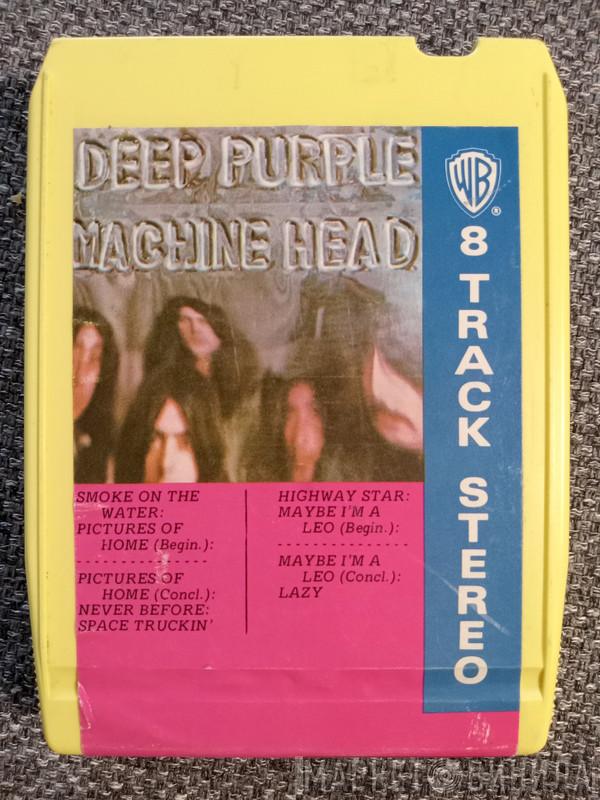 DEEP PURPLE
MACHINE HEAD
WB
®
8 TRACK STEREO
SMOKE ON THE
WATER:
PICTURES OF
HOME (Begin.):
PICTURES OF
HOME (Concl.):
NEVER BEFORE:
SPACE TRUCKIN'
HIGHWAY STAR:
MAYBE I'M A
LEO (Begin.):
MAYBE I'M A
LEO (Concl.):
LAZY